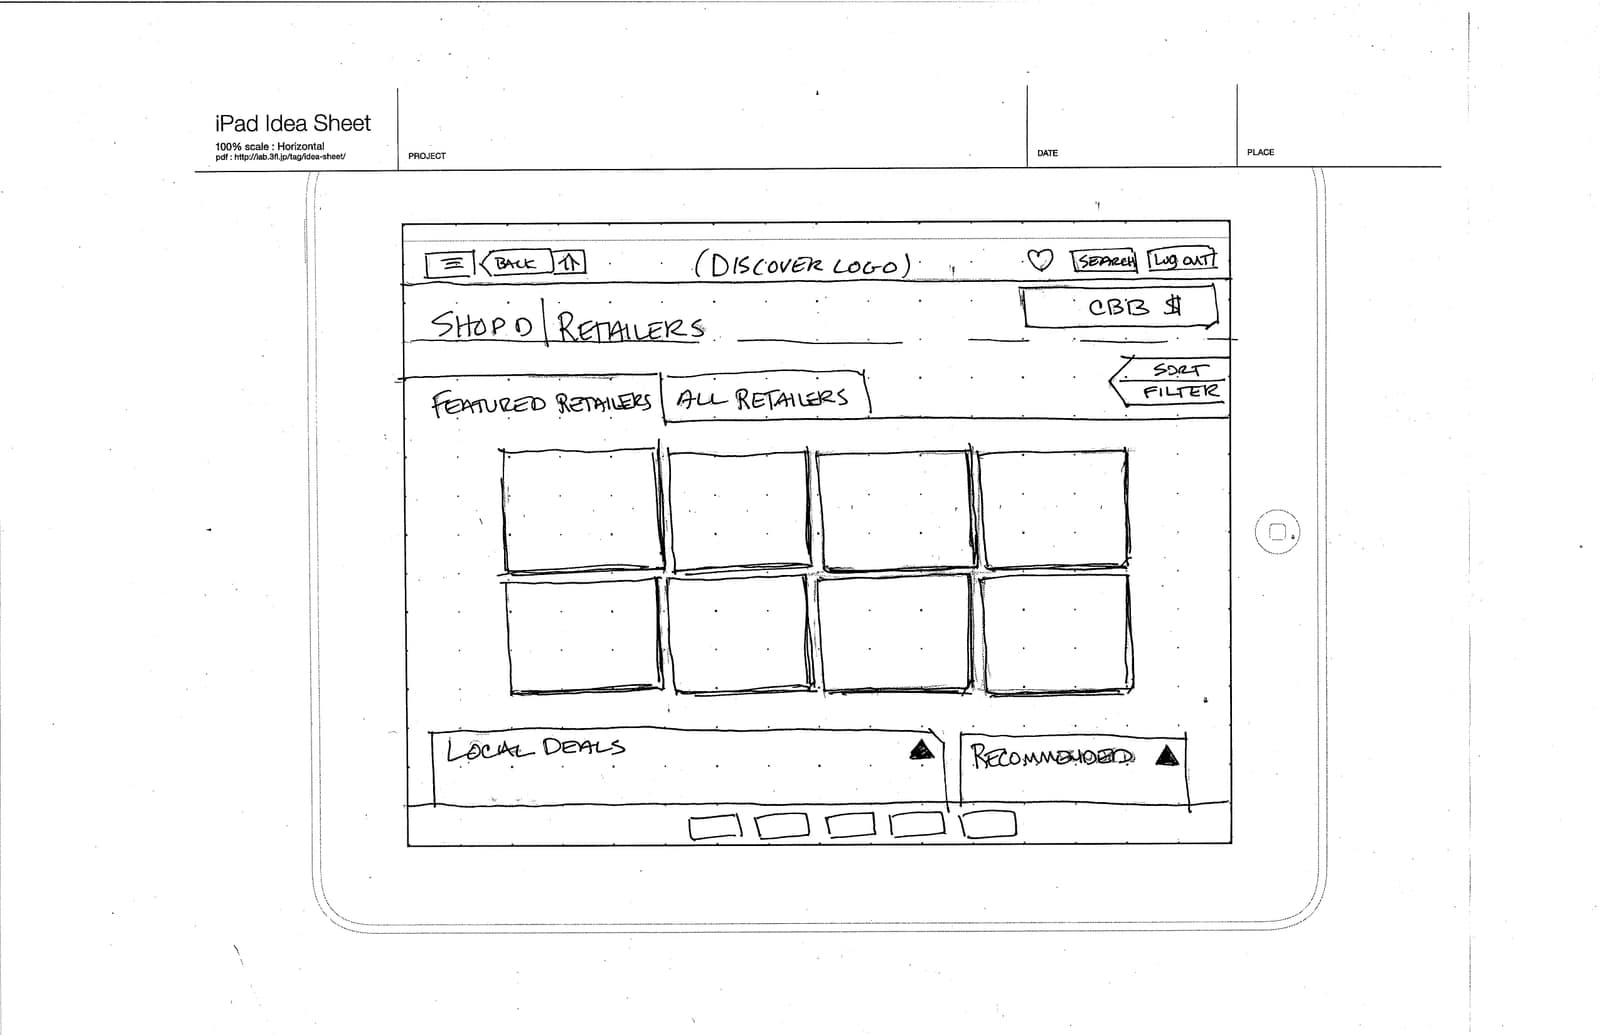 iPad Idea Sheet
100% scale : Horizontal
pdf : http://lab.3fl.jp/tag/idea-sheet/
PROJECT
DATE
PLACE
BACK
(DISCOVER LOGO)
SEARCH
LOG OUT
SHOP D | RETAILERS
CBB $
SORT
FILTER
FEATURED RETAILERS
ALL RETAILERS
LOCAL DEALS
RECOMMENDED